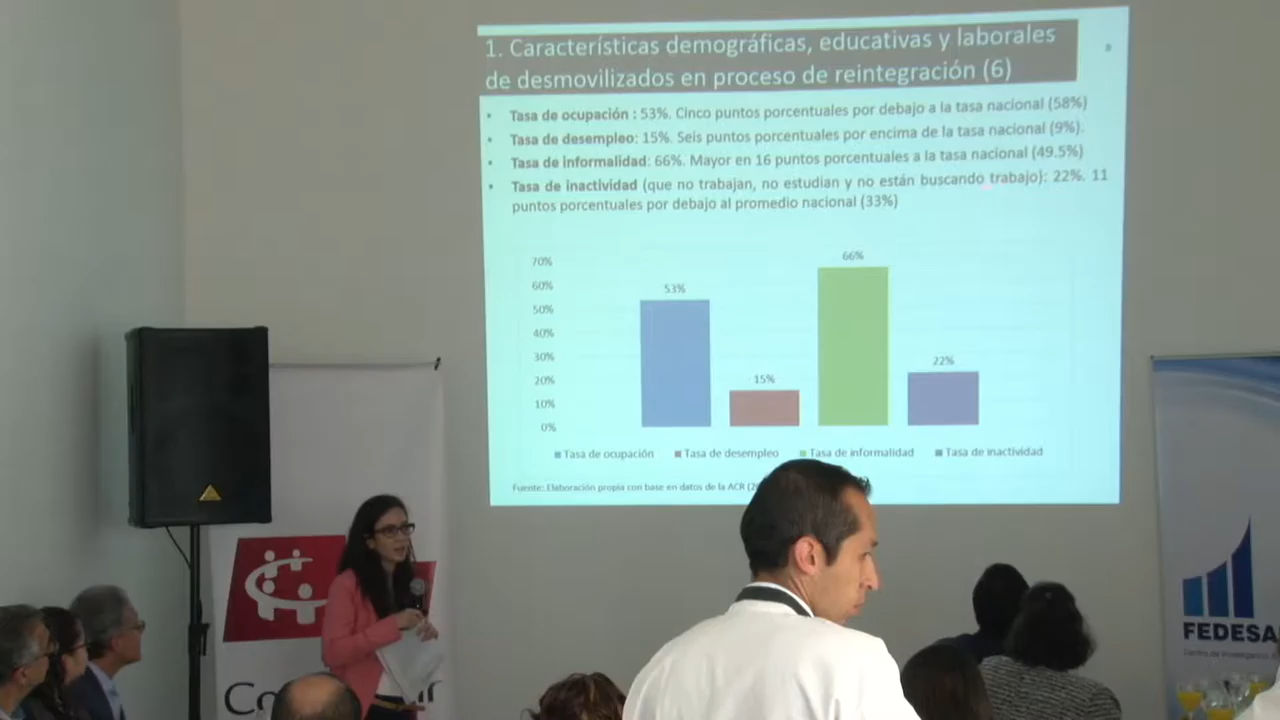 1. Características demográficas, educativas y laborales
de desmovilizados en proceso de reintegración (6)
• Tasa de ocupación : 53%. Cinco puntos porcentuales por debajo a la tasa nacional (58%)
• Tasa de desempleo: 15%. Seis puntos porcentuales por encima de la tasa nacional (9%).
• Tasa de informalidad: 66%. Mayor en 16 puntos porcentuales a la tasa nacional (49.5%)
• Tasa de inactividad (que no trabajan, no estudian y no están buscando trabajo): 22%. 11
puntos porcentuales por debajo al promedio nacional (33%)
70%
60%
50%
40%
30%
20%
10%
0%
53%
15%
66%
22%
Tasa de ocupación Tasa de desempleo Tasa de informalidad Tasa de inactividad
Fuente: Elaboración propia con base en datos de la ACR
FEDESA
Centro de